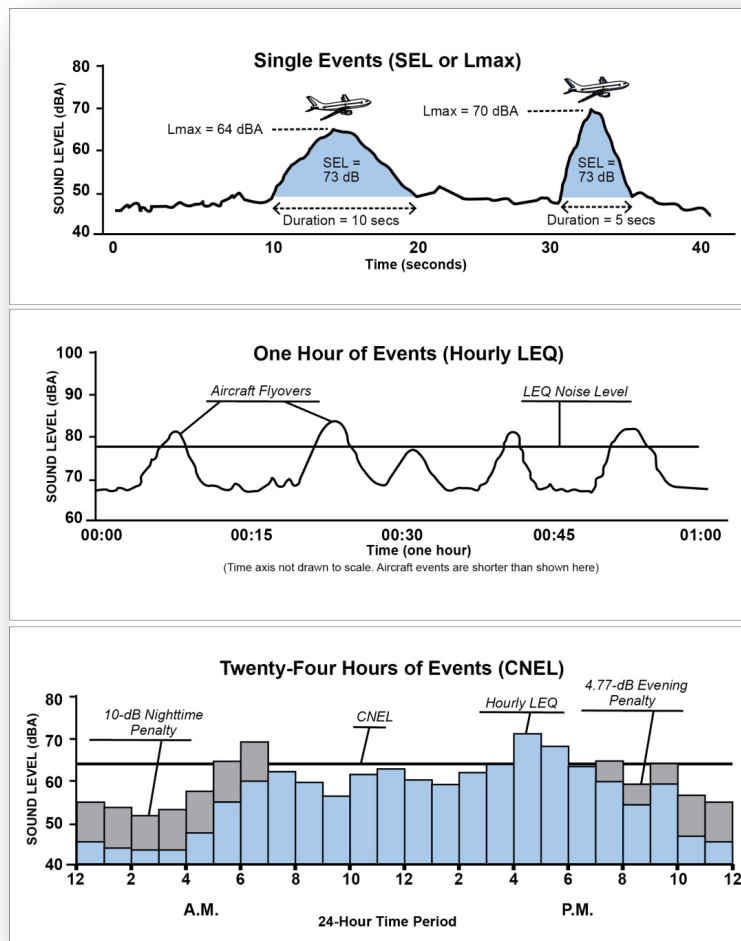 Single Events (SEL or Lmax)
SOUND LEVEL (dBA)
80
70
60
50
40
Lmax = 64 dBA
Lmax = 70 dBA
SEL =
73 dB
SEL =
73 dB
Duration = 10 secs
Duration = 5 secs
0 10 20 30 40
Time (seconds)
One Hour of Events (Hourly LEQ)
SOUND LEVEL (dBA)
100
90
80
70
60
Aircraft Flyovers
LEQ Noise Level
00:00 00:15 00:30 00:45 01:00
Time (one hour)
(Time axis not drawn to scale. Aircraft events are shorter than shown here)
Twenty-Four Hours of Events (CNEL)
SOUND LEVEL (dBA)
80
70
60
50
40
10-dB Nighttime
Penalty
CNEL
Hourly LEQ
4.77-dB Evening
Penalty
12 2 4 6 8 10 12 2 4 6 8 10 12
A.M. P.M.
24-Hour Time Period